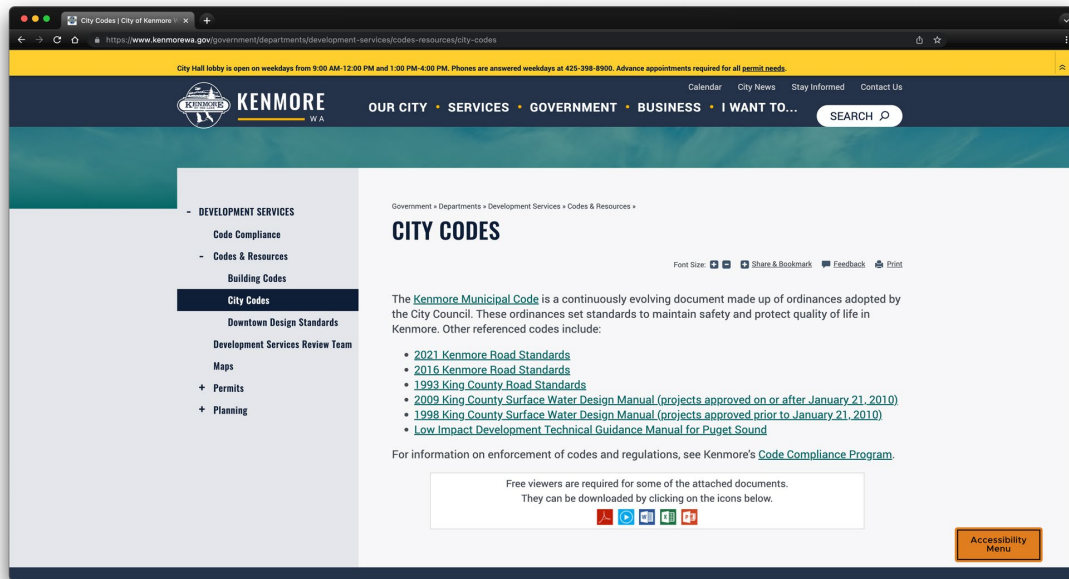 City Codes | City of Kenmore W
https://www.kenmorewa.gov/government/departments/development-services/codes-resources/city-codes
City Hall lobby is open on weekdays from 9:00 AM-12:00 PM and 1:00 PM-4:00 PM. Phones are answered weekdays at 425-398-8900. Advance appointments required for all permit needs.
Calendar City News Stay Informed Contact Us
KENMORE
KENMORE
WA
OUR CITY • SERVICES • GOVERNMENT • BUSINESS • I WANT TO...
SEARCH
- DEVELOPMENT SERVICES
Code Compliance
- Codes & Resources
Building Codes
City Codes
Downtown Design Standards
Development Services Review Team
Maps
+ Permits
+ Planning
Government » Departments » Development Services » Codes & Resources »
CITY CODES
Font Size: + - Share & Bookmark Feedback Print
The Kenmore Municipal Code is a continuously evolving document made up of ordinances adopted by
the City Council. These ordinances set standards to maintain safety and protect quality of life in
Kenmore. Other referenced codes include:
• 2021 Kenmore Road Standards
• 2016 Kenmore Road Standards
• 1993 King County Road Standards
• 2009 King County Surface Water Design Manual (projects approved on or after January 21, 2010)
• 1998 King County Surface Water Design Manual (projects approved prior to January 21, 2010)
• Low Impact Development Technical Guidance Manual for Puget Sound
For information on enforcement of codes and regulations, see Kenmore's Code Compliance Program.
Free viewers are required for some of the attached documents.
They can be downloaded by clicking on the icons below.
Accessibility
Menu